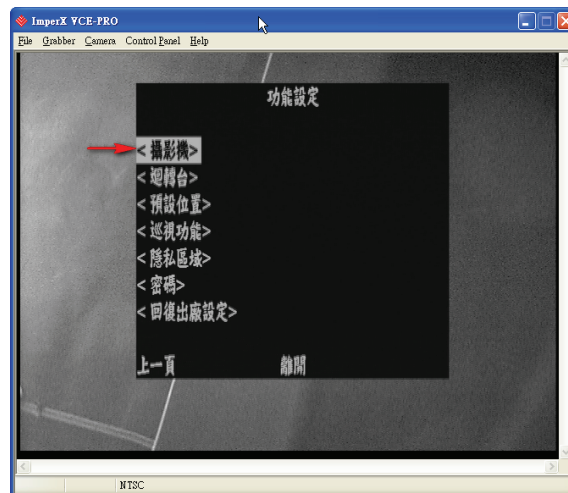 ImperX VCE-PRO
File Grabber Camera Control Panel Help
功能設定
<攝影機>
<迴轉台>
<預設位置>
<巡視功能>
<隱私區域>
<密碼>
<回復出廠設定>
上一頁 離開
NTSC